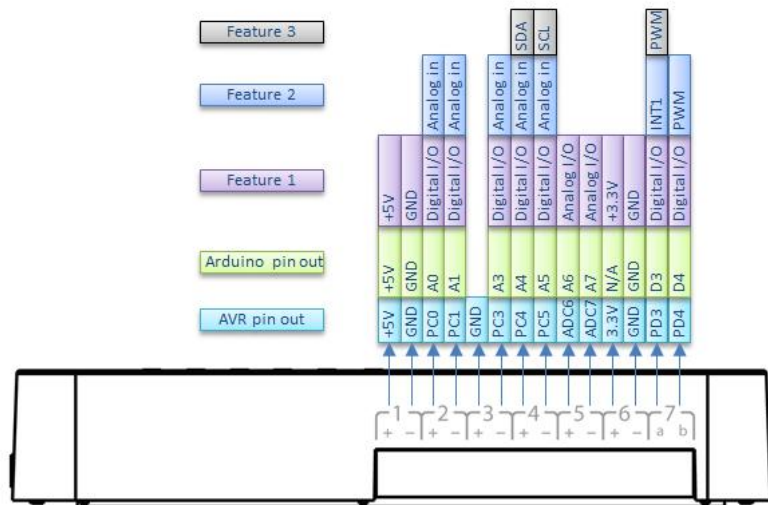 Feature 3
SDA SCL PWM
Feature 2
Analog in Analog in Analog in Analog in Analog in INT1 PWM
Feature 1
+5V GND Digital I/O Digital I/O Digital I/O Digital I/O Digital I/O Analog I/O Analog I/O +3.3V GND Digital I/O Digital I/O
Arduino pin out
+5V GND A0 A1 A3 A4 A5 A6 A7 N/A GND D3 D4
AVR pin out
+5V GND PC0 PC1 GND PC3 PC4 PC5 ADC6 ADC7 3.3V GND PD3 PD4
1 2 3 4 5 6 7
+ − + − + − + − + − + − a b